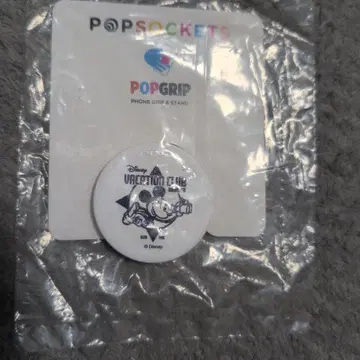 POPSOCKETS
POPGRIP
PHONE GRIP & STAND
Disney
VACATION CLUB
© Disney